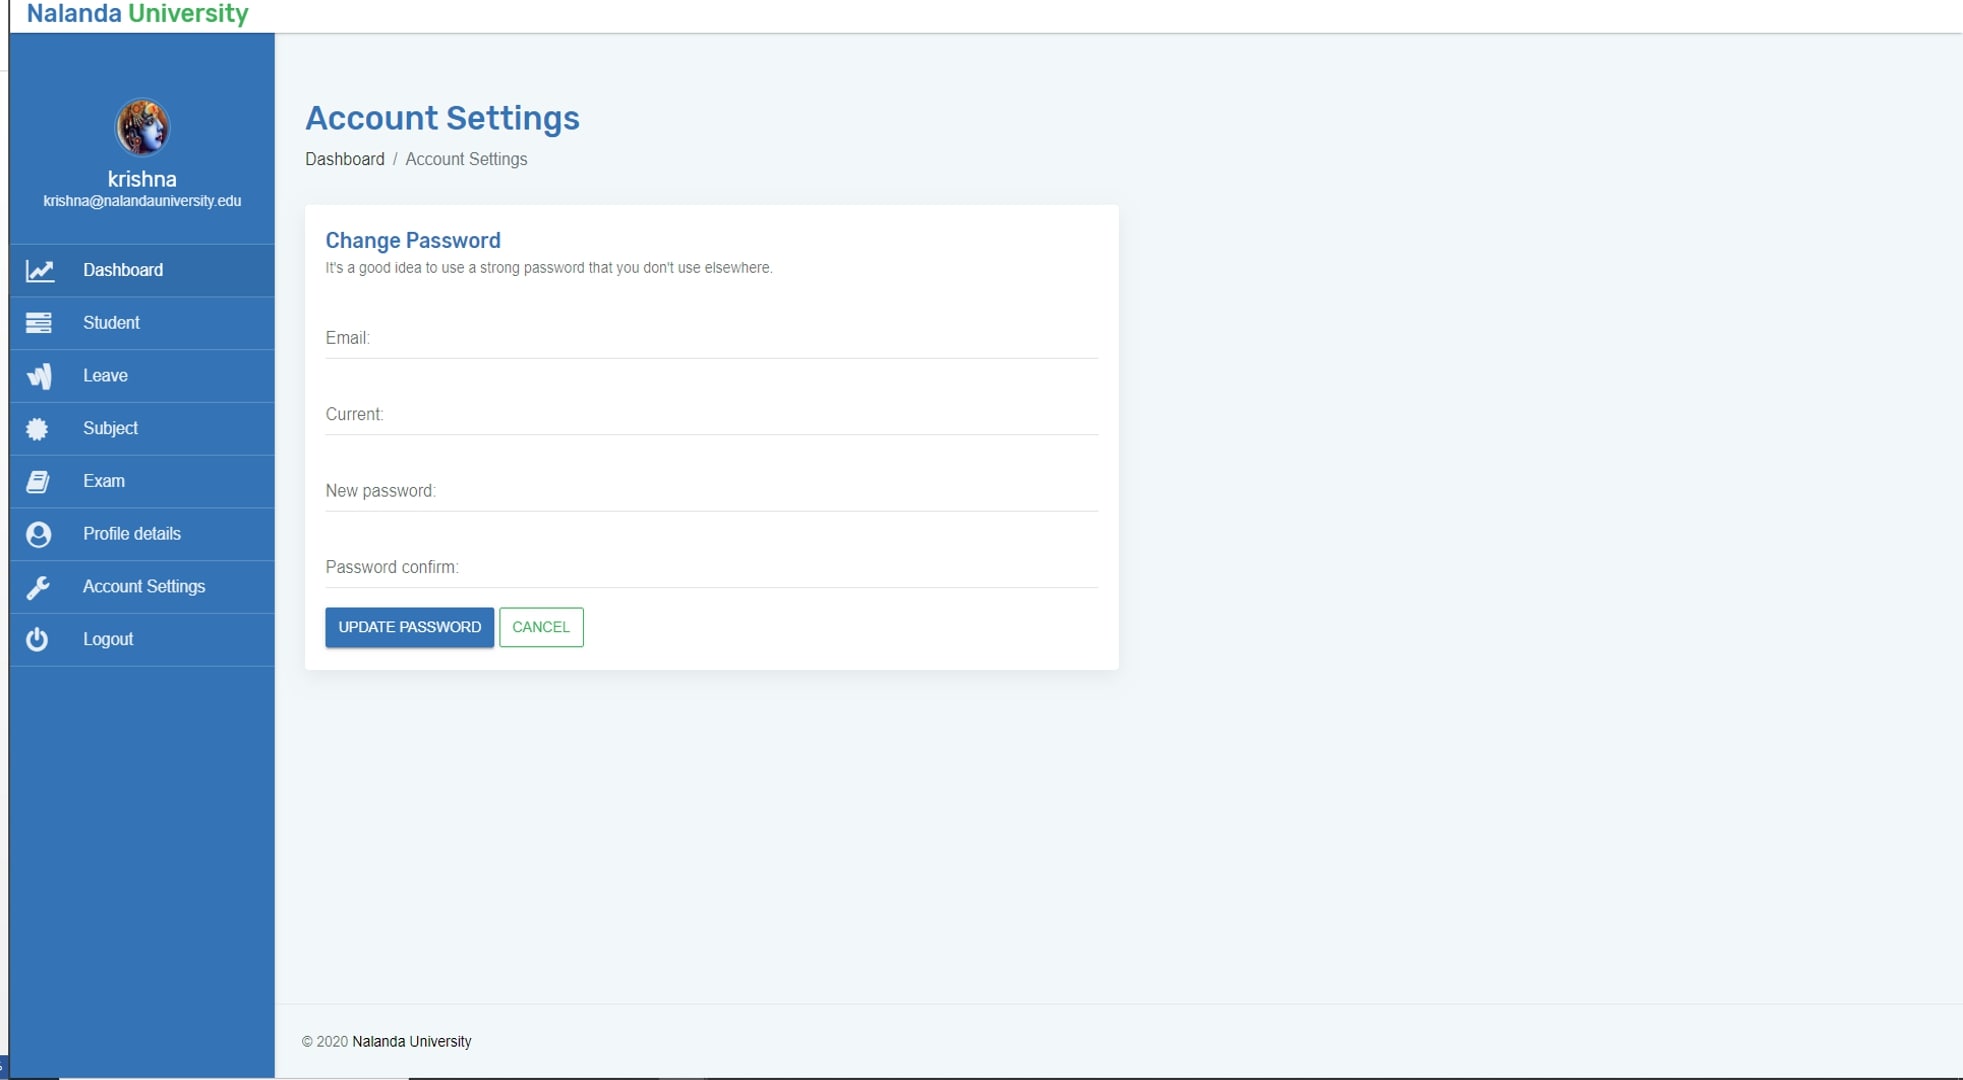 Nalanda University
krishna
krishna@nalandauniversity.edu
Dashboard
Student
Leave
Subject
Exam
Profile details
Account Settings
Logout
Account Settings
Dashboard / Account Settings
Change Password
It's a good idea to use a strong password that you don't use elsewhere.
Email:
Current:
New password:
Password confirm:
UPDATE PASSWORD CANCEL
© 2020 Nalanda University